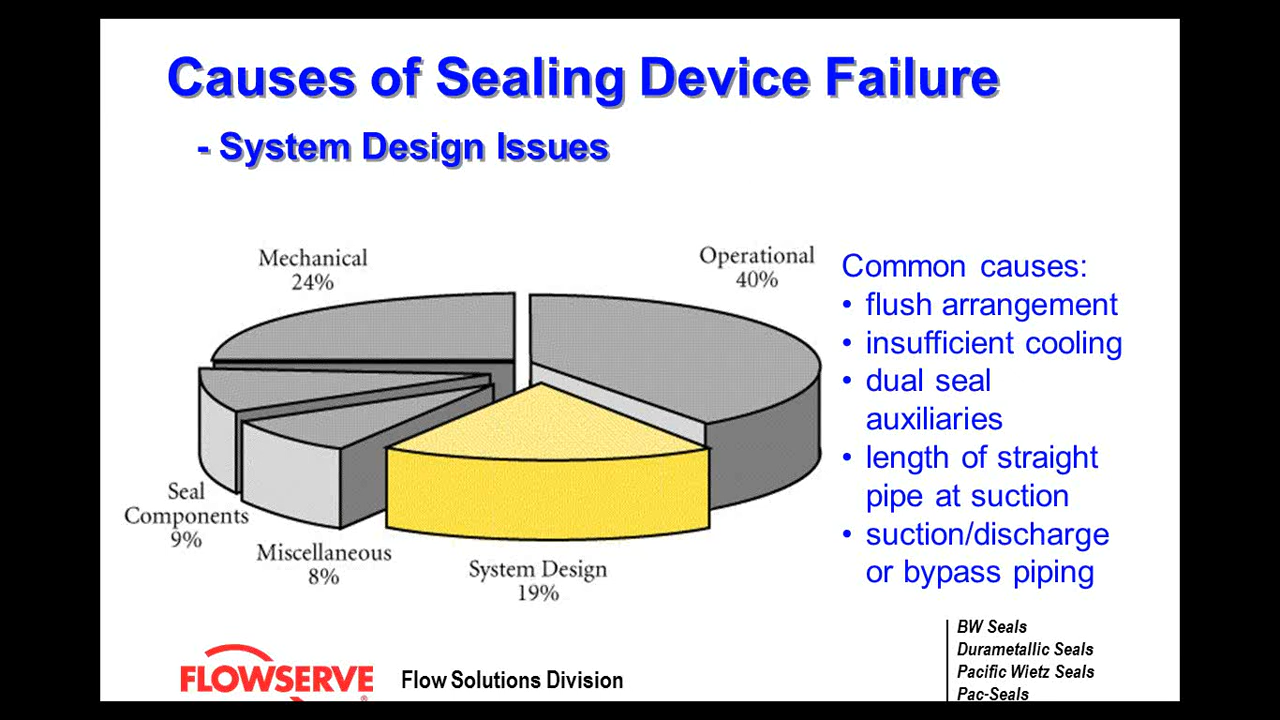 Causes of Sealing Device Failure
- System Design Issues
Mechanical
24%
Operational
40%
Seal
Components
9%
Miscellaneous
8%
System Design
19%
Common causes:
• flush arrangement
• insufficient cooling
• dual seal
auxiliaries
• length of straight
pipe at suction
• suction/discharge
or bypass piping
FLOWSERVE
®
Flow Solutions Division
BW Seals
Durametallic Seals
Pacific Wietz Seals
Pac-Seals